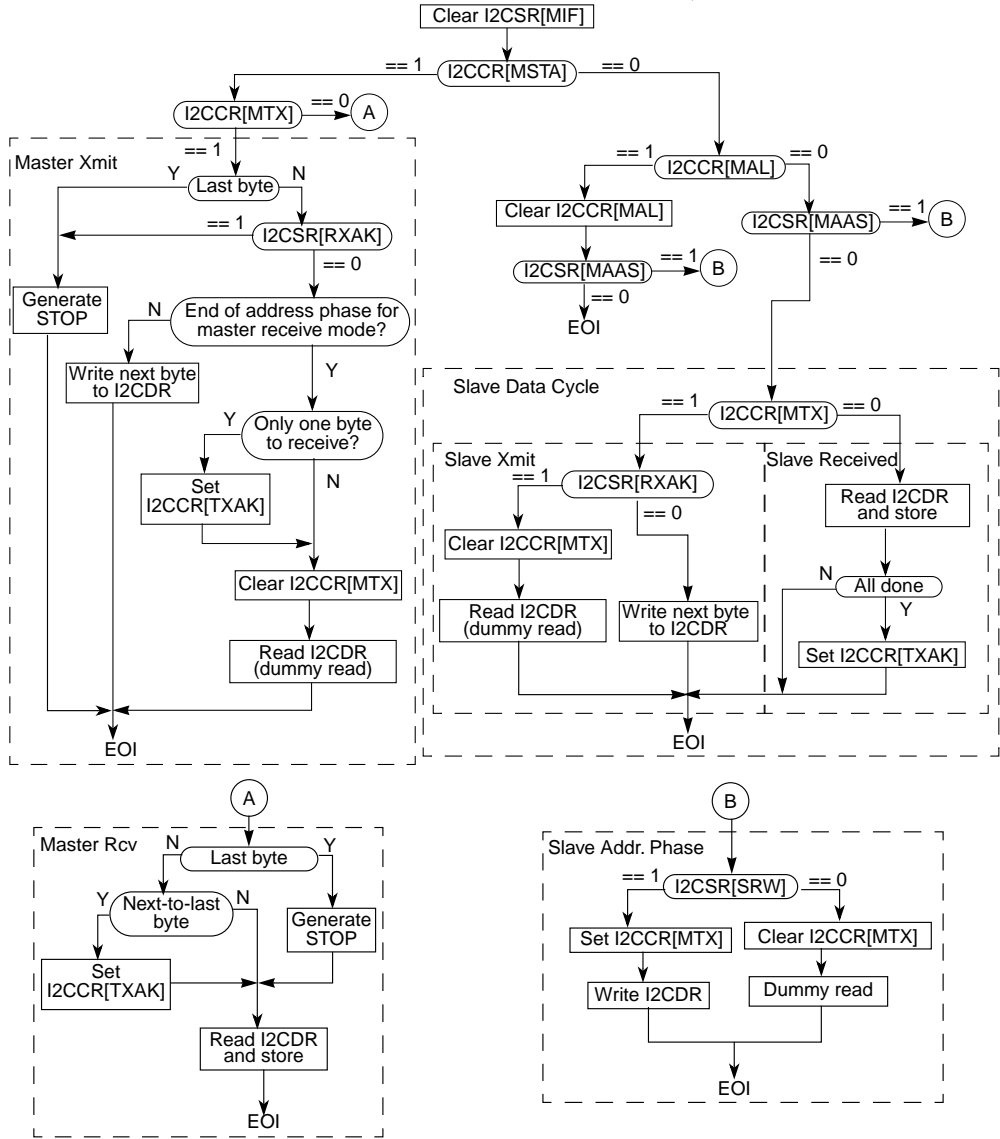 Clear I2CSR[MIF]
== 1
I2CCR[MSTA]
== 0
I2CCR[MTX]
== 0
A
== 1
Master Xmit
Y
Last byte
N
== 1
I2CSR[RXAK]
== 0
Generate
STOP
N
End of address phase for
master receive mode?
Write next byte
to I2CDR
Y
Y
Only one byte
to receive?
N
Set
I2CCR[TXAK]
Clear I2CCR[MTX]
Read I2CDR
(dummy read)
EOI
== 1
I2CCR[MAL]
== 0
Clear I2CCR[MAL]
I2CSR[MAAS]
== 1
B
I2CSR[MAAS]
== 1
B
== 0
== 0
EOI
Slave Data Cycle
== 1
I2CCR[MTX]
== 0
Slave Xmit
== 1
I2CSR[RXAK]
== 0
Clear I2CCR[MTX]
Read I2CDR
(dummy read)
Write next byte
to I2CDR
Slave Received
Read I2CDR
and store
N
All done
Y
Set I2CCR[TXAK]
EOI
A
Master Rcv
N
Last byte
Y
Y
Next-to-last
byte
N
Generate
STOP
Set
I2CCR[TXAK]
Read I2CDR
and store
EOI
B
Slave Addr. Phase
== 1
I2CSR[SRW]
== 0
Set I2CCR[MTX]
Clear I2CCR[MTX]
Write I2CDR
Dummy read
EOI